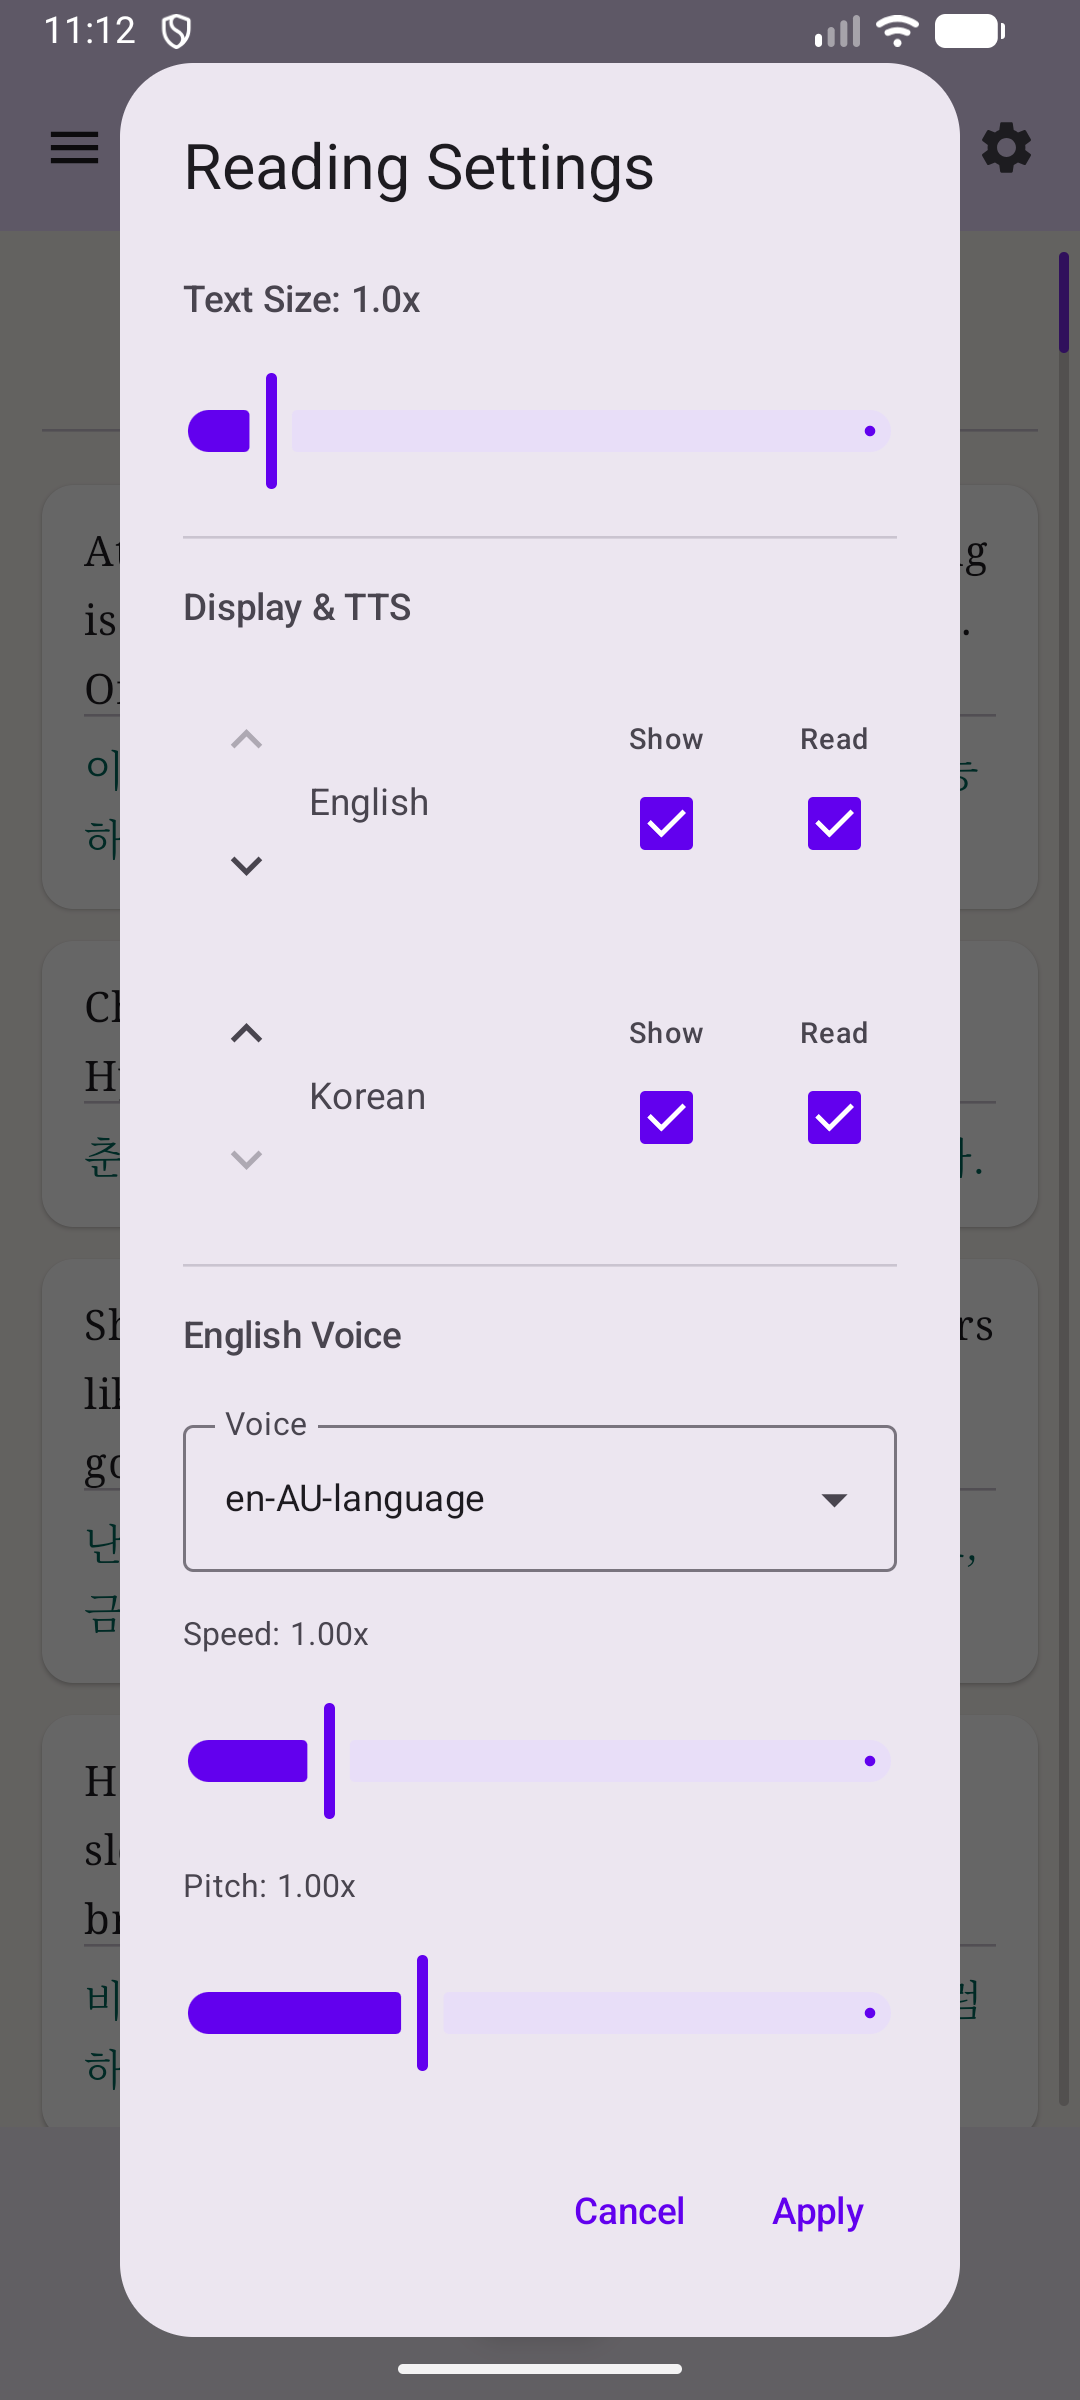 11:12
Reading Settings
Text Size: 1.0x
Display & TTS
Show Read
English
Show Read
Korean
English Voice
Voice
en-AU-language
Speed: 1.00x
Pitch: 1.00x
Cancel Apply